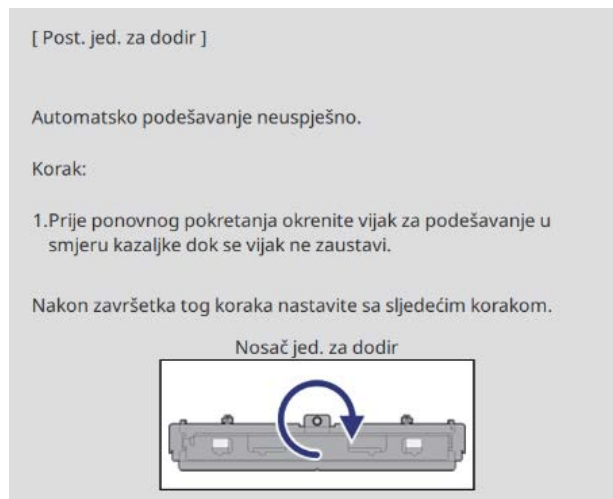 [ Post. jed. za dodir ]
Automatsko podešavanje neuspješno.
Korak:
1.Prije ponovnog pokretanja okrenite vijak za podešavanje u
smjeru kazaljke dok se vijak ne zaustavi.
Nakon završetka tog koraka nastavite sa sljedećim korakom.
Nosač jed. za dodir